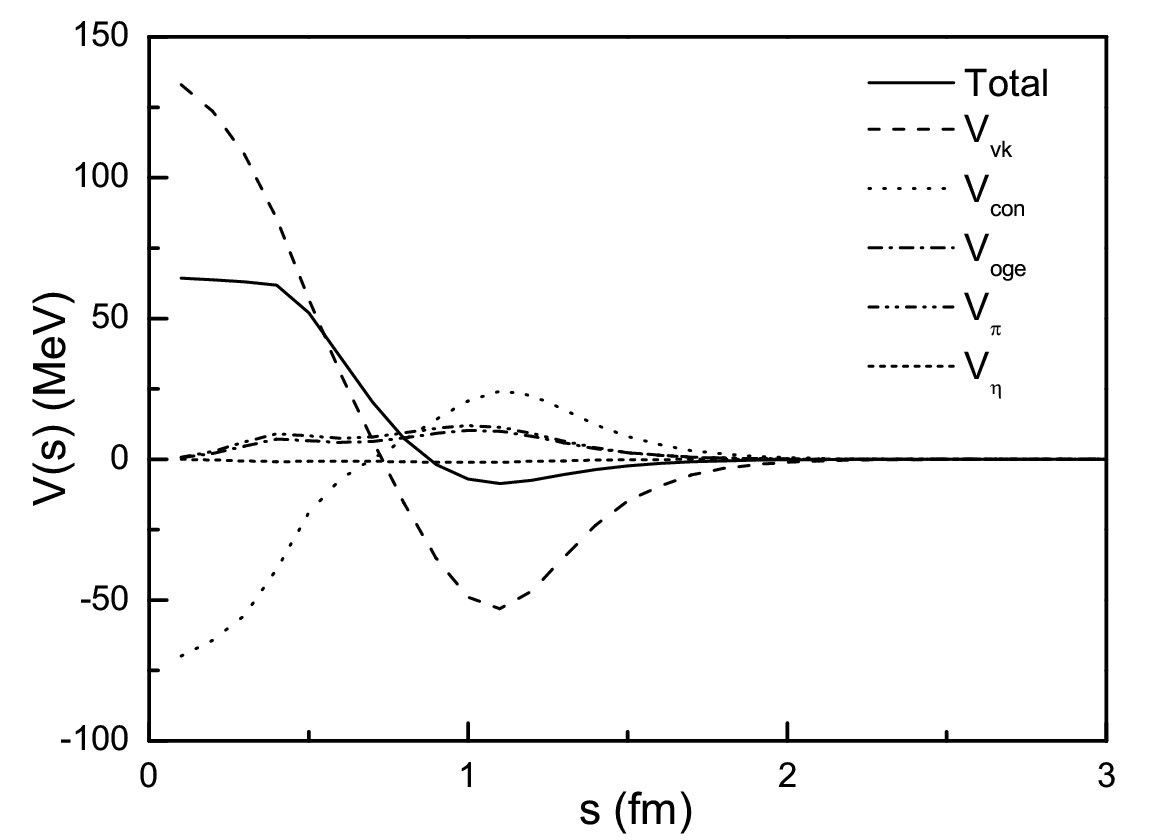 150
100
50
0
-50
-100
V(s) (MeV)
Total
V_vk
V_con
V_oge
V_π
V_η
0
1
2
3
s (fm)